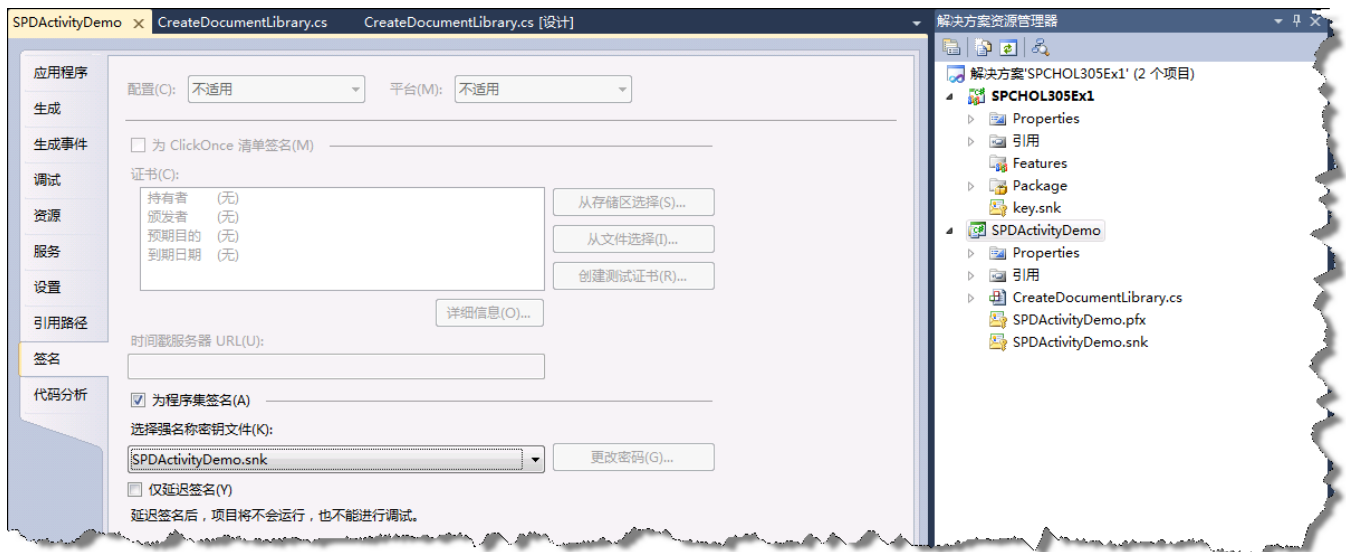 SPDActivityDemo CreateDocumentLibrary.cs CreateDocumentLibrary.cs [设计]
应用程序
生成
生成事件
调试
资源
服务
设置
引用路径
签名
代码分析
配置(C): 不适用 平台(M): 不适用
为 ClickOnce 清单签名(M)
证书(C):
持有者 (无)
颁发者 (无)
预期目的 (无)
到期日期 (无)
从存储区选择(S)...
从文件选择(I)...
创建测试证书(R)...
详细信息(O)...
时间戳服务器 URL(U):
为程序集签名(A)
选择强名称密钥文件(K):
SPDActivityDemo.snk 更改密码(G)...
仅延迟签名(Y)
延迟签名后，项目将不会运行，也不能进行调试。
解决方案资源管理器
解决方案'SPCHOL305Ex1' (2 个项目)
SPCHOL305Ex1
Properties
引用
Features
Package
key.snk
SPDActivityDemo
Properties
引用
CreateDocumentLibrary.cs
SPDActivityDemo.pfx
SPDActivityDemo.snk